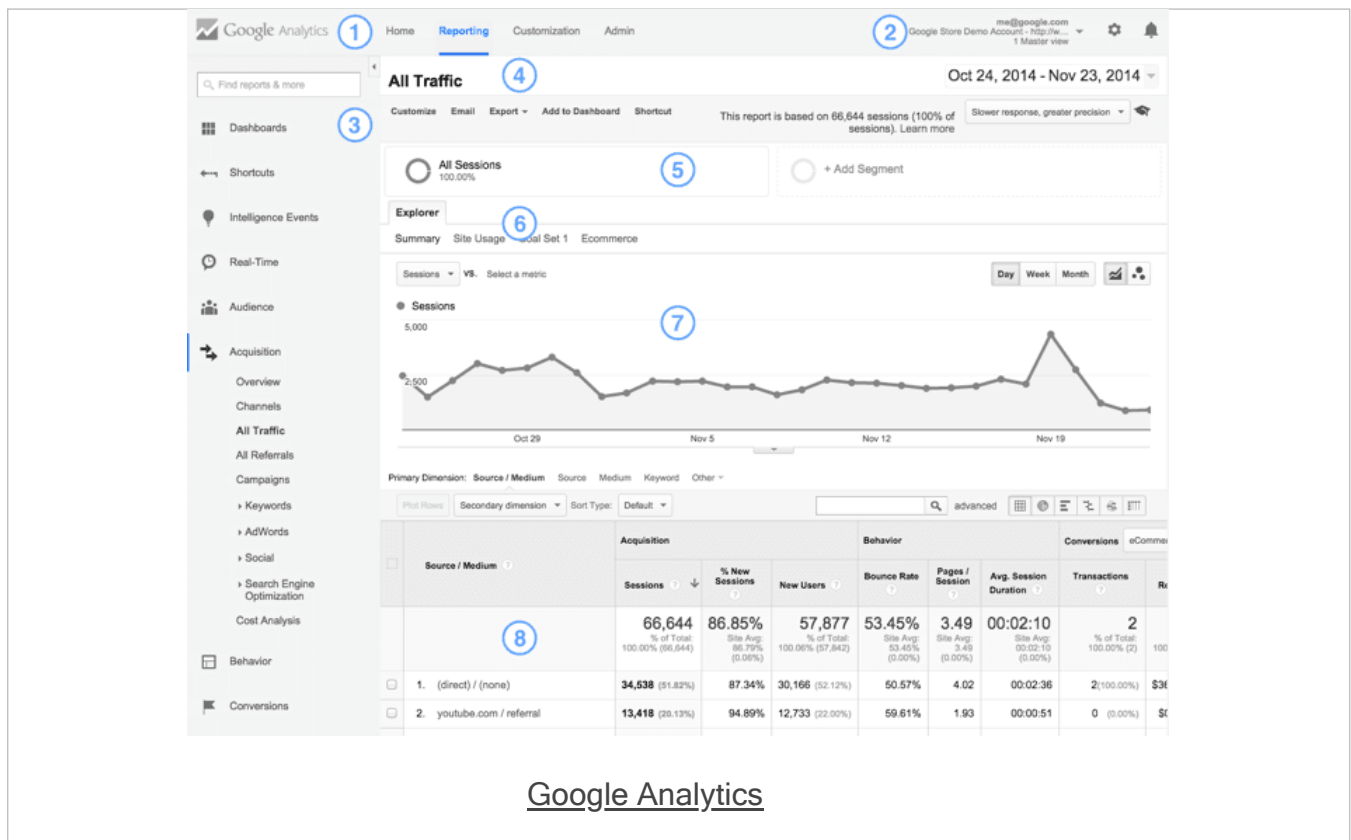 Google Analytics 1 Home Reporting Customization Admin 2
me@google.com
Google Store Demo Account - http://w...
1 Master view
Find reports & more
All Traffic 4 Oct 24, 2014 - Nov 23, 2014
Customize Email Export Add to Dashboard Shortcut
This report is based on 66,644 sessions (100% of
sessions). Learn more
Slower response, greater precision
3
Dashboards
Shortcuts
Intelligence Events
Real-Time
Audience
Acquisition
Overview
Channels
All Traffic
All Referrals
Campaigns
Keywords
AdWords
Social
Search Engine
Optimization
Cost Analysis
Behavior
Conversions
All Sessions
100.00%
5
+ Add Segment
Explorer
6
Summary Site Usage Set 1 Ecommerce
Sessions VS. Select a metric Day Week Month
Sessions
7
5,000
2,500
Oct 29 Nov 5 Nov 12 Nov 19
Primary Dimension: Source / Medium Source Medium Keyword Other
Plot Rows Secondary dimension Sort Type: Default advanced
Acquisition Behavior Conversions eCommer
Source / Medium ?
Sessions ?
% New
Sessions
?
New Users ?
Bounce Rate
?
Pages /
Session
?
Avg. Session
Duration ?
Transactions
?
Re
8
66,644
% of Total:
100.00% (66,644)
86.85%
Site Avg:
86.79%
(0.06%)
57,877
% of Total:
100.06% (57,842)
53.45%
Site Avg:
53.45%
(0.00%)
3.49
Site Avg:
3.49
(0.00%)
00:02:10
Site Avg:
00:02:10
(0.00%)
2
% of Total:
100.00% (2)
100
1. (direct) / (none) 34,538 (51.82%) 87.34% 30,166 (52.12%) 50.57% 4.02 00:02:36 2(100.00%) $36
2. youtube.com / referral 13,418 (20.13%) 94.89% 12,733 (22.00%) 59.61% 1.93 00:00:51 0 (0.00%)
Google Analytics